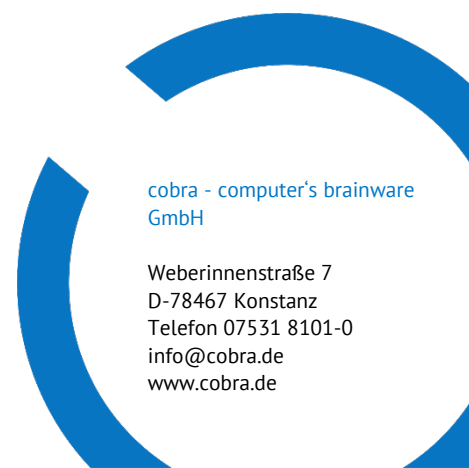 cobra - computer‘s brainware
GmbH
Weberinnenstraße 7
D-78467 Konstanz
Telefon 07531 8101-0
info@cobra.de
www.cobra.de